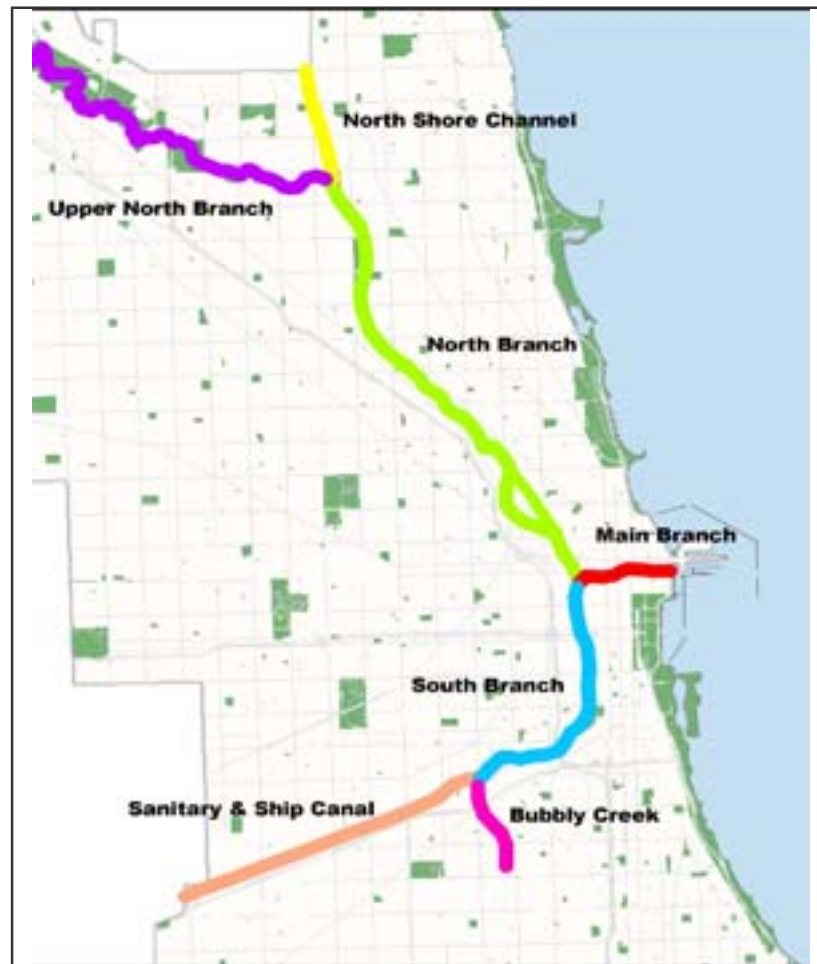 North Shore Channel
Upper North Branch
North Branch
Main Branch
South Branch
Sanitary & Ship Canal
Bubbly Creek